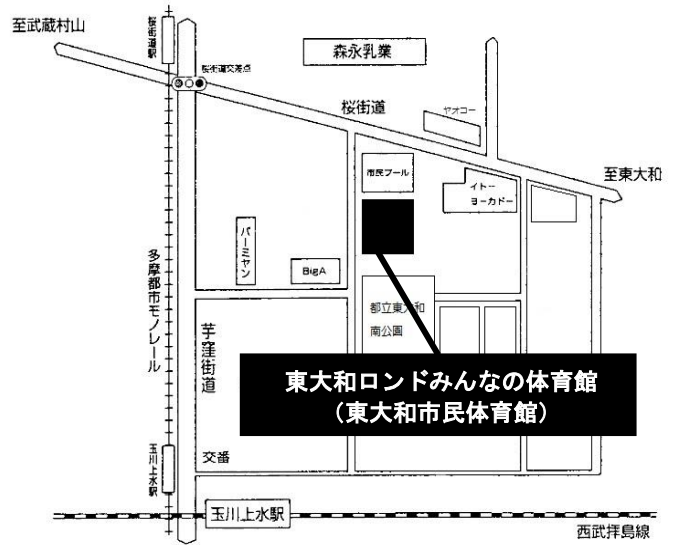 至武蔵村山
桜街道駅
桜街道交差点
森永乳業
桜街道
ヤオコー
市民プール
イトー
ヨーカドー
至東大和
バーミヤン
BigA
多摩都市モノレール
芋窪街道
都立東大和
南公園
東大和ロンドみんなの体育館
(東大和市民体育館)
交番
玉川上水駅
玉川上水駅
西武拝島線